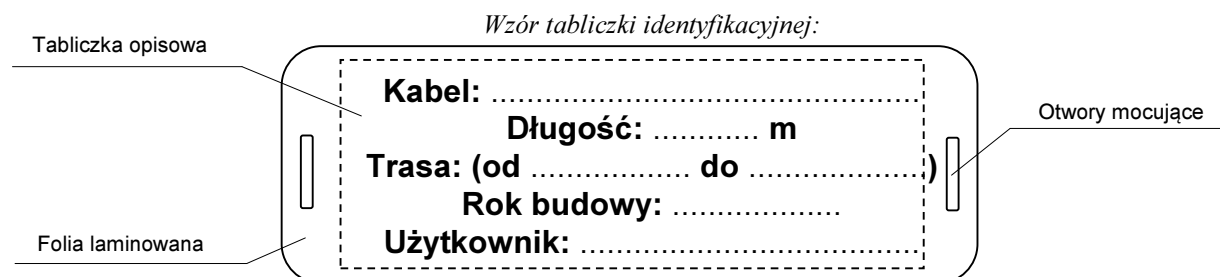 Wzór tabliczki identyfikacyjnej:
Tabliczka opisowa
Kabel: ................................................
Długość: ............ m
Otwory mocujące
Trasa: (od .................. do ....................)
Rok budowy: ...................
Folia laminowana
Użytkownik: ......................................